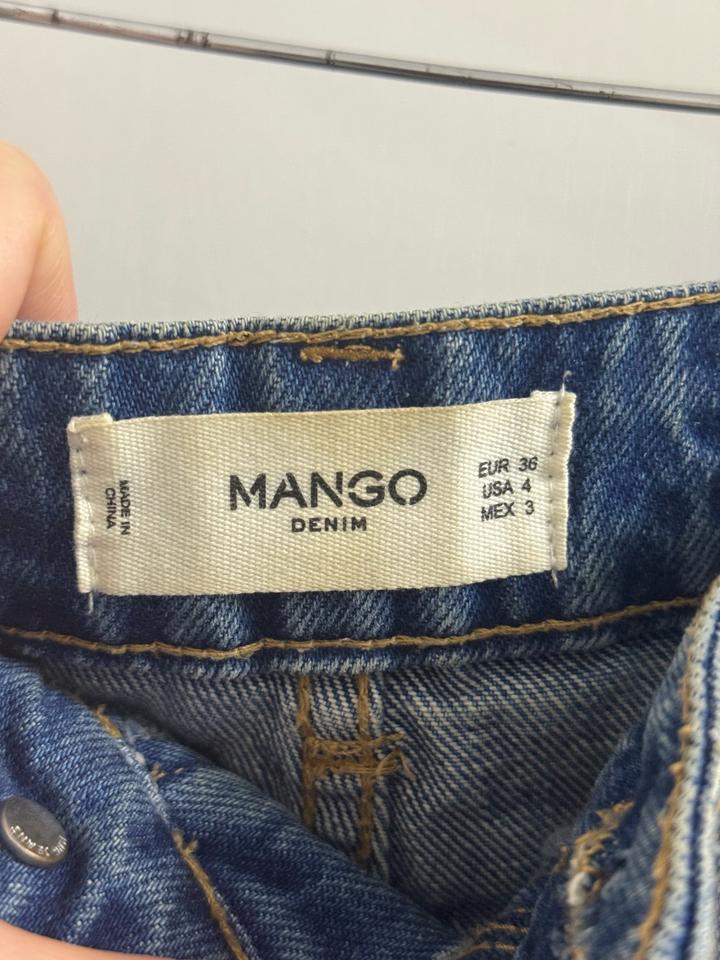 MADE IN
CHINA
MANGO
DENIM
EUR 36
USA 4
MEX 3